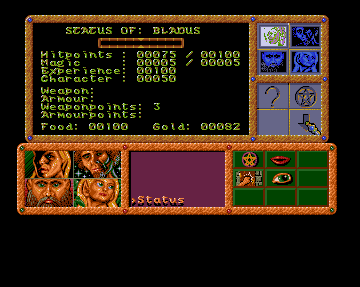 STATUS OF: BLADUS
Hitpoints : 00075 / 00100
Magic : 00005 / 00005
Experience: 00100
Character : 00050
Weapon:
Armour:
Weaponpoints: 3
Armourpoints:
Food: 00100 Gold: 00082
>Status